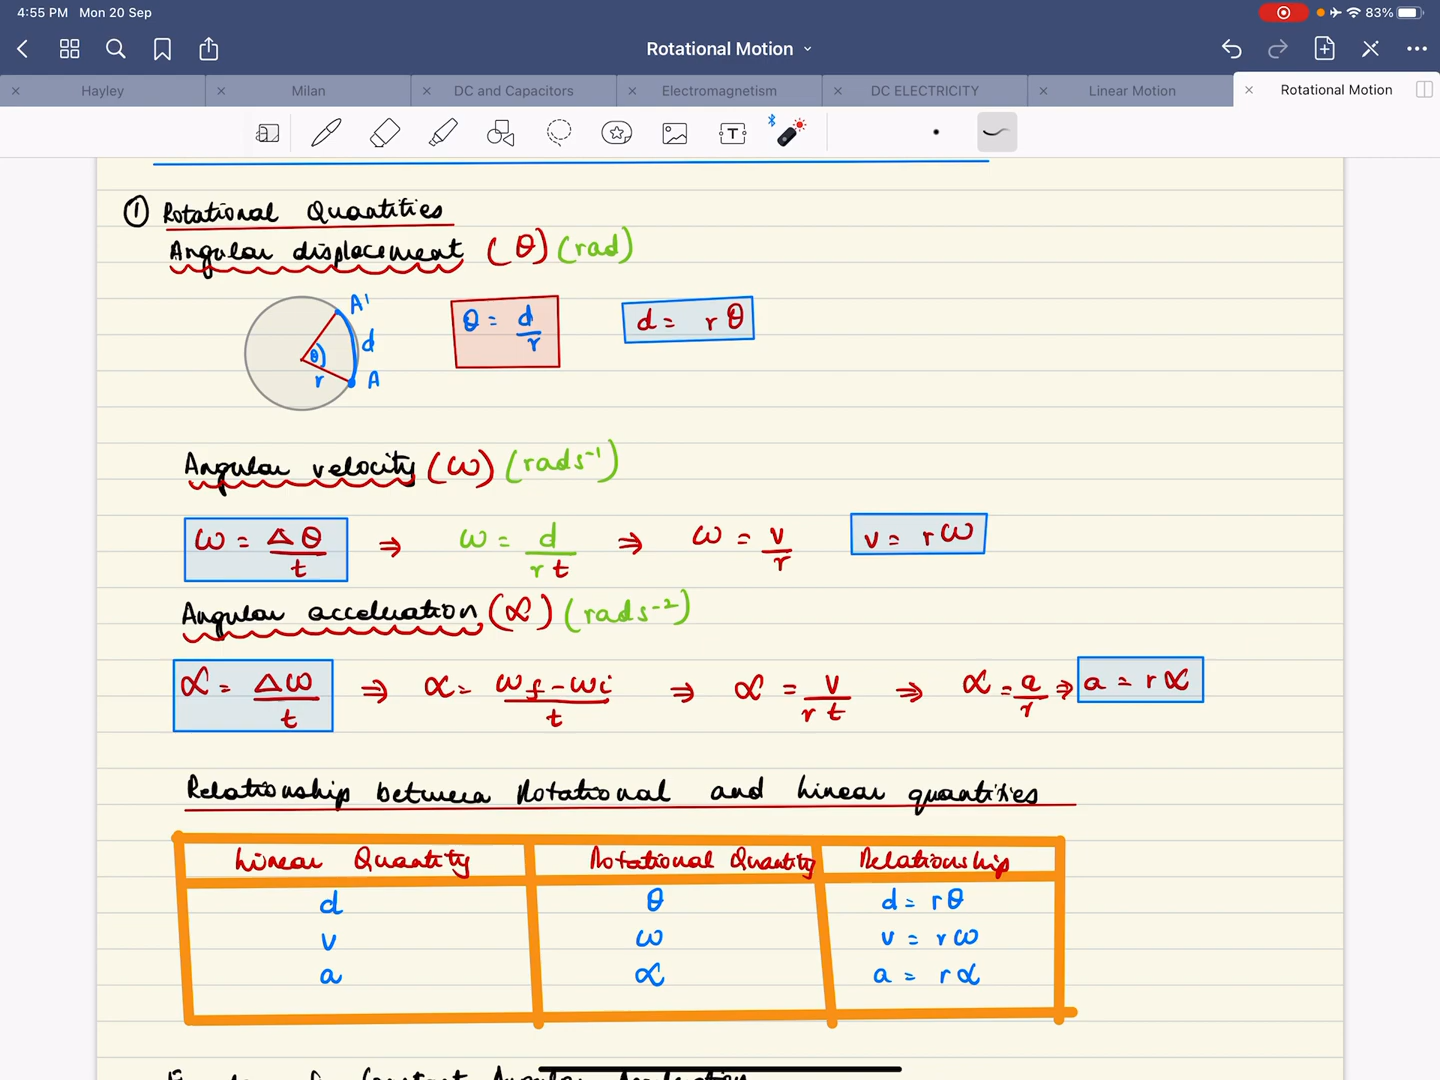 4:55 PM Mon 20 Sep 83%
Rotational Motion
Hayley Milan DC and Capacitors Electromagnetism DC ELECTRICITY Linear Motion Rotational Motion
① Rotational Quantities
Angular displacement (θ) (rad)
A'
θ = d/r d = rθ
d
θ
r A
Angular velocity (ω) (rads⁻¹)
ω = Δθ/t ⇒ ω = d/rt ⇒ ω = v/r v = rω
Angular acceleration (α) (rads⁻²)
α = Δω/t ⇒ α = ωf − ωi/t ⇒ α = v/rt ⇒ α = a/r ⇒ a = rα
Relationship between Rotational and Linear quantities
Linear Quantity Rotational Quantity Relationship
d θ d = rθ
v ω v = rω
a α a = rα